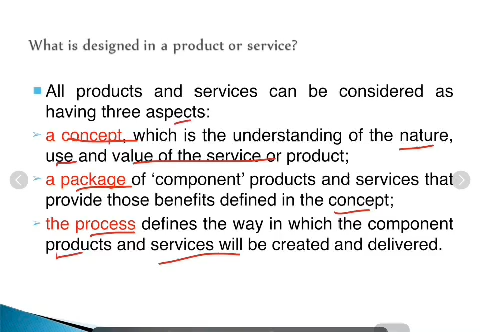 What is designed in a product or service?
All products and services can be considered as
having three aspects:
a concept, which is the understanding of the nature,
use and value of the service or product;
a package of ‘component’ products and services that
provide those benefits defined in the concept;
the process defines the way in which the component
products and services will be created and delivered.